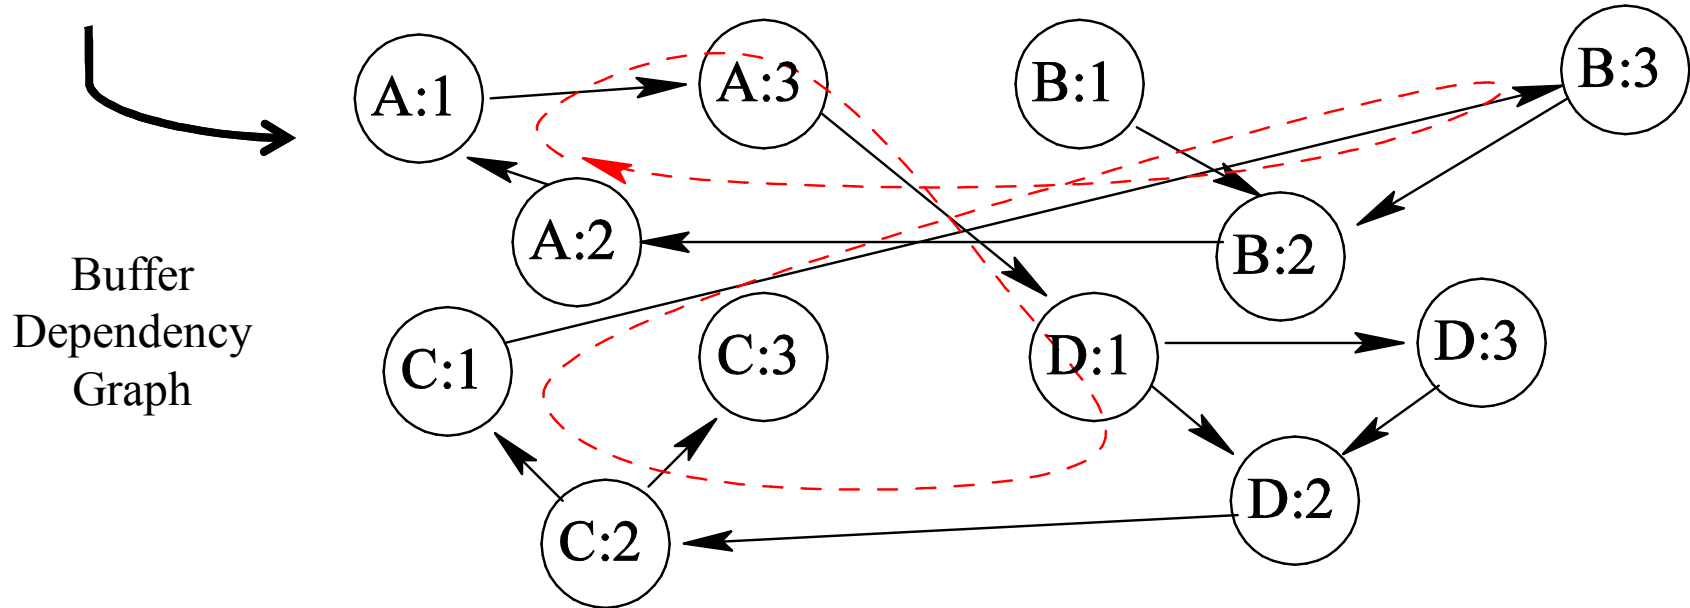 A:1
A:3
B:1
B:3
A:2
B:2
Buffer
Dependency
Graph
C:1
C:3
D:1
D:3
C:2
D:2